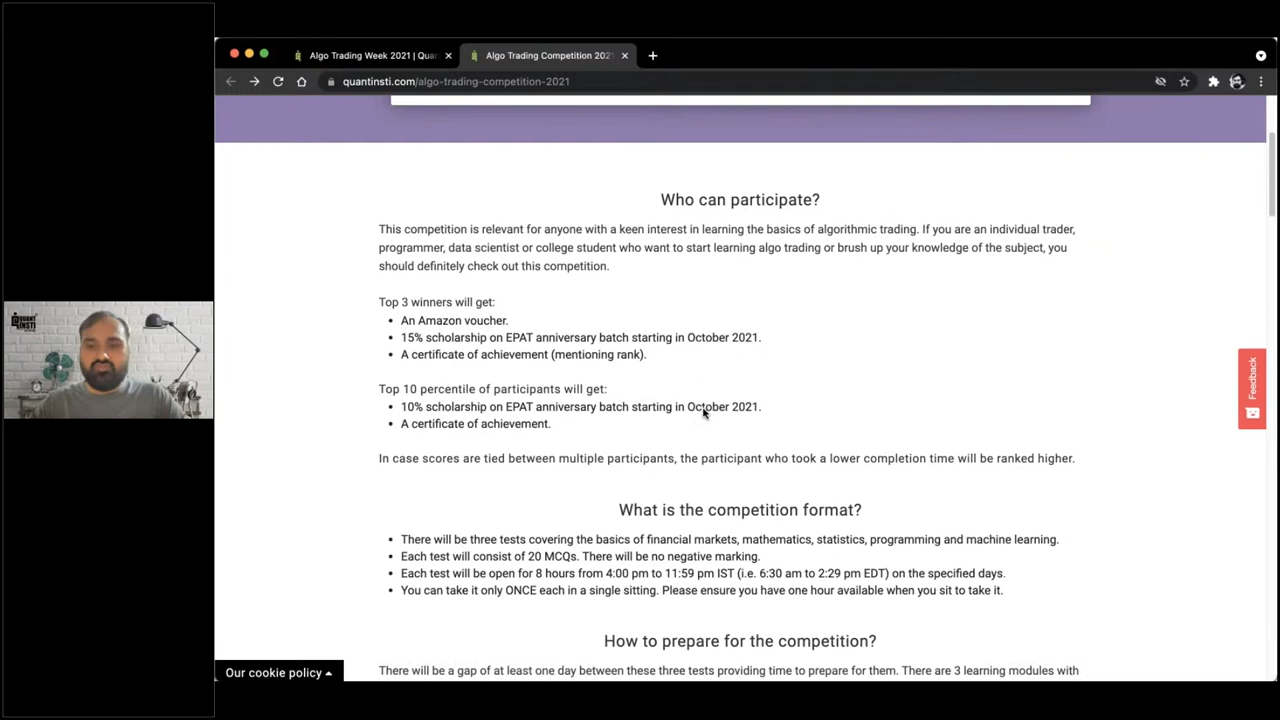 Algo Trading Week 2021 | Qua
Algo Trading Competition 2021
quantinsti.com/algo-trading-competition-2021
Who can participate?
This competition is relevant for anyone with a keen interest in learning the basics of algorithmic trading. If you are an individual trader,
programmer, data scientist or college student who want to start learning algo trading or brush up your knowledge of the subject, you
should definitely check out this competition.
Top 3 winners will get:
• An Amazon voucher.
• 15% scholarship on EPAT anniversary batch starting in October 2021.
• A certificate of achievement (mentioning rank).
Top 10 percentile of participants will get:
• 10% scholarship on EPAT anniversary batch starting in October 2021.
• A certificate of achievement.
In case scores are tied between multiple participants, the participant who took a lower completion time will be ranked higher.
What is the competition format?
• There will be three tests covering the basics of financial markets, mathematics, statistics, programming and machine learning.
• Each test will consist of 20 MCQs. There will be no negative marking.
• Each test will be open for 8 hours from 4:00 pm to 11:59 pm IST (i.e. 6:30 am to 2:29 pm EDT) on the specified days.
• You can take it only ONCE each in a single sitting. Please ensure you have one hour available when you sit to take it.
How to prepare for the competition?
There will be a gap of at least one day between these three tests providing time to prepare for them. There are 3 learning modules with
Our cookie policy
Feedback
QUANT
INSTI